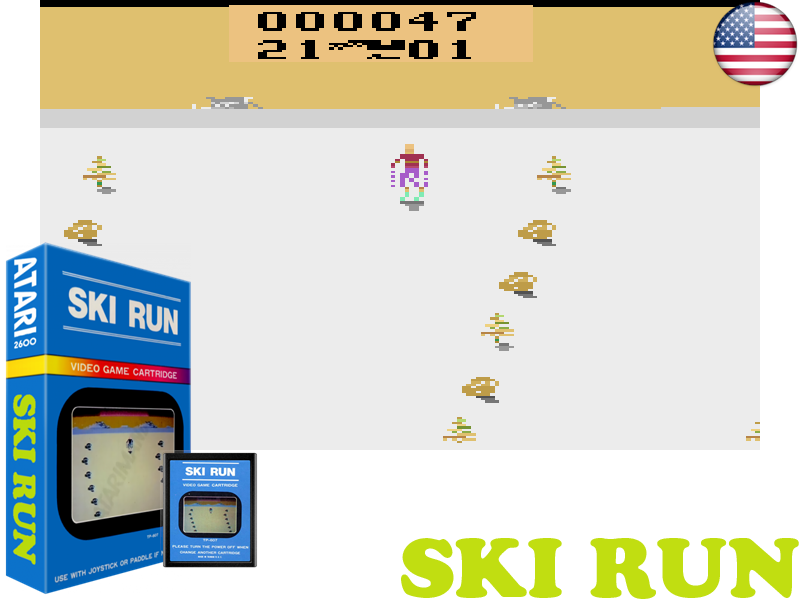 000047
21 01
ATARI
2600
SKI RUN
SKI RUN
VIDEO GAME CARTRIDGE
USE WITH JOYSTICK OR PADDLE IF
SKI RUN
VIDEO GAME CARTRIDGE
PLEASE TURN THE POWER OFF WHEN
CHANGE ANOTHER CARTRIDGE
SKI RUN